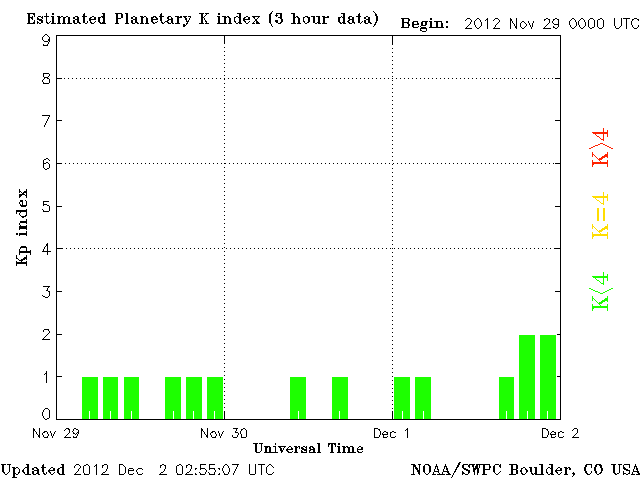 Estimated Planetary K index (3 hour data) Begin: 2012 Nov 29 0000 UTC
9
8
7
6
5
4
3
2
1
0
Kp index
K>4
K=4
K<4
Nov 29 Nov 30 Dec 1 Dec 2
Universal Time
Updated 2012 Dec 2 02:55:07 UTC NOAA/SWPC Boulder, CO USA